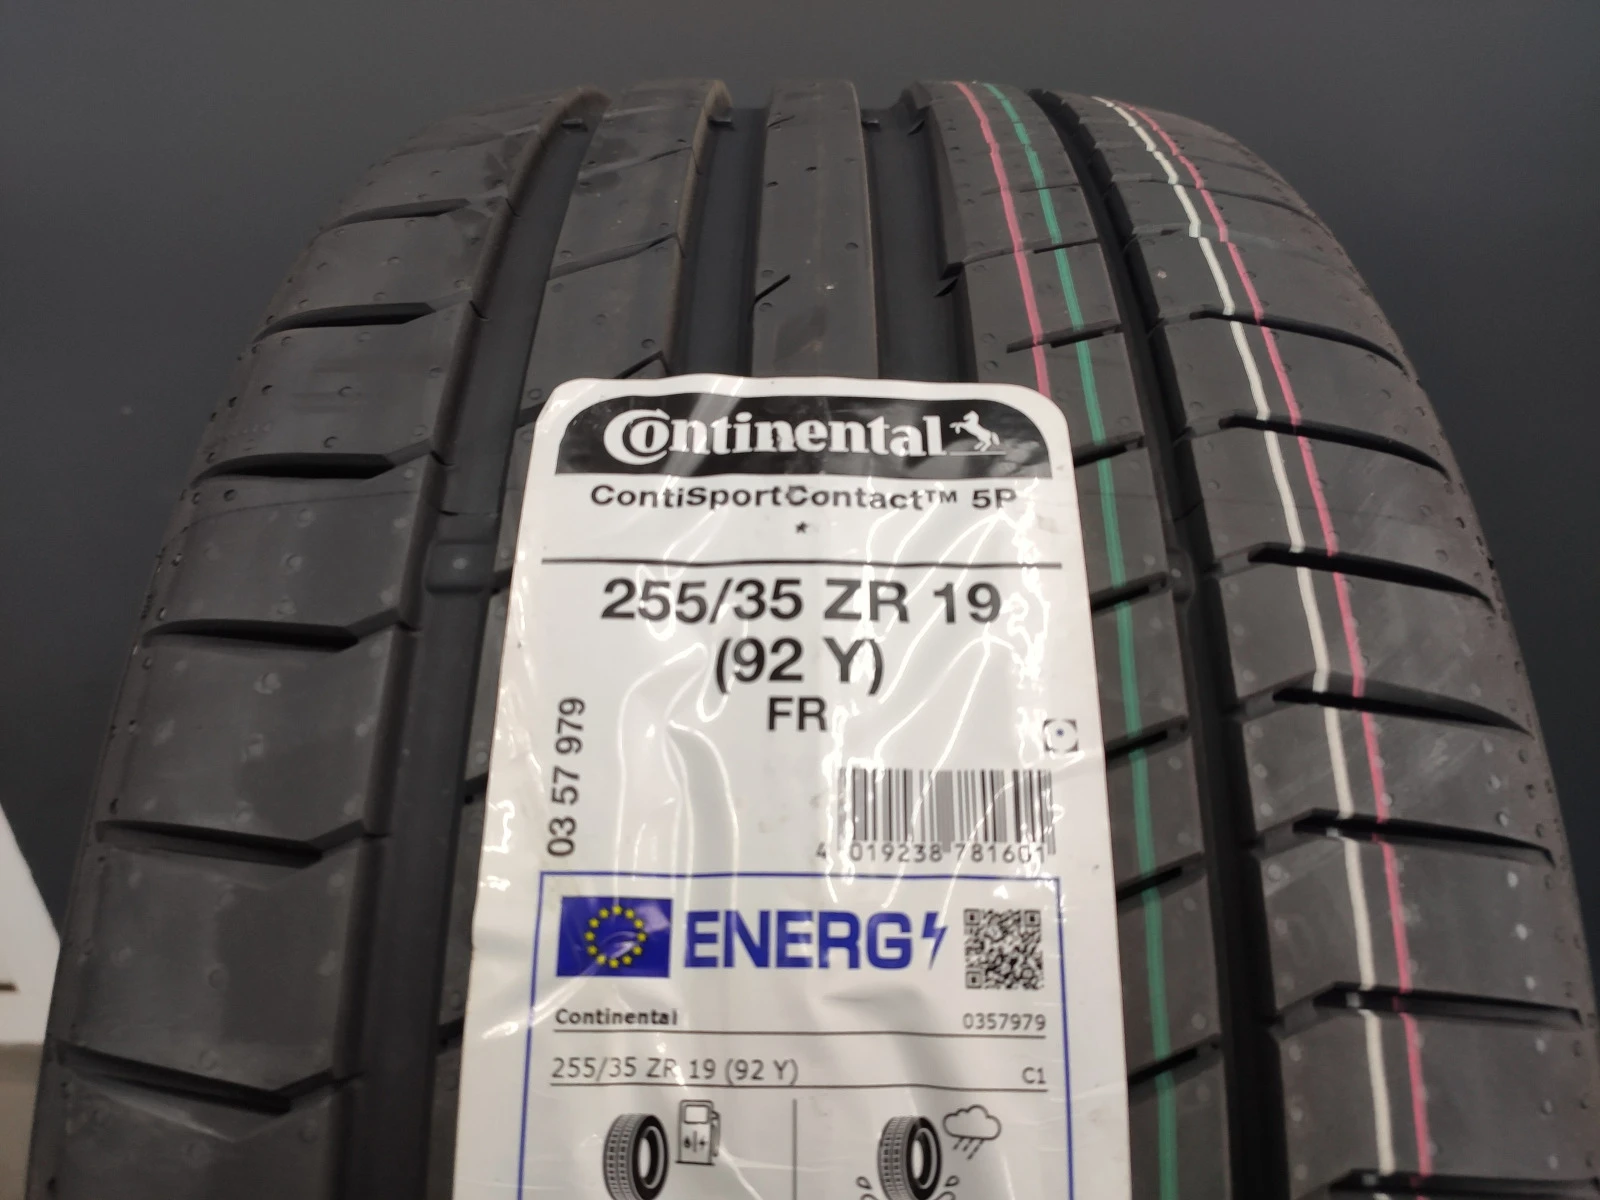 Continental
ContiSportContact™ 5P
*
255/35 ZR 19
(92 Y)
FR
03 57 979
4 019238 781601
ENERG
Continental 0357979
255/35 ZR 19 (92 Y) C1